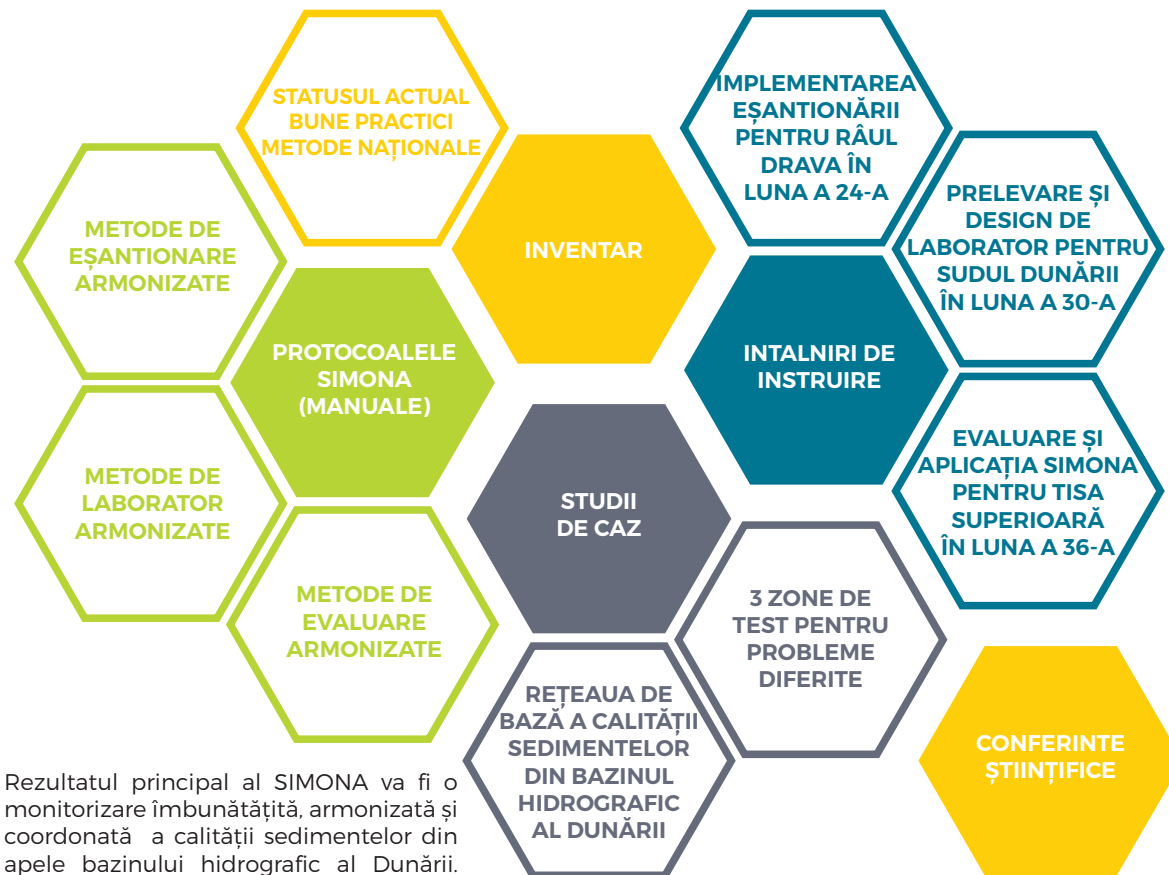 STATUSUL ACTUAL
BUNE PRACTICI
METODE NAȚIONALE
INVENTAR
IMPLEMENTAREA
EȘANTIONĂRII
PENTRU RÂUL
DRAVA ÎN
LUNA A 24-A
PRELEVARE ȘI
DESIGN DE
LABORATOR PENTRU
SUDUL DUNĂRII
ÎN LUNA A 30-A
METODE DE
EȘANTIONARE
ARMONIZATE
PROTOCOALELE
SIMONA
(MANUALE)
INTALNIRI DE
INSTRUIRE
METODE DE
LABORATOR
ARMONIZATE
STUDII
DE CAZ
EVALUARE ȘI
APLICAȚIA SIMONA
PENTRU TISA
SUPERIOARĂ
ÎN LUNA A 36-A
METODE DE
EVALUARE
ARMONIZATE
3 ZONE DE
TEST PENTRU
PROBLEME
DIFERITE
REȚEAUA DE
BAZĂ A CALITĂȚII
SEDIMENTELOR
DIN BAZINUL
HIDROGRAFIC
AL DUNĂRII
CONFERINTE
ȘTIINȚIFICE
Rezultatul principal al SIMONA va fi o
monitorizare îmbunătățită, armonizată și
coordonată a calității sedimentelor din
apele bazinului hidrografic al Dunării.